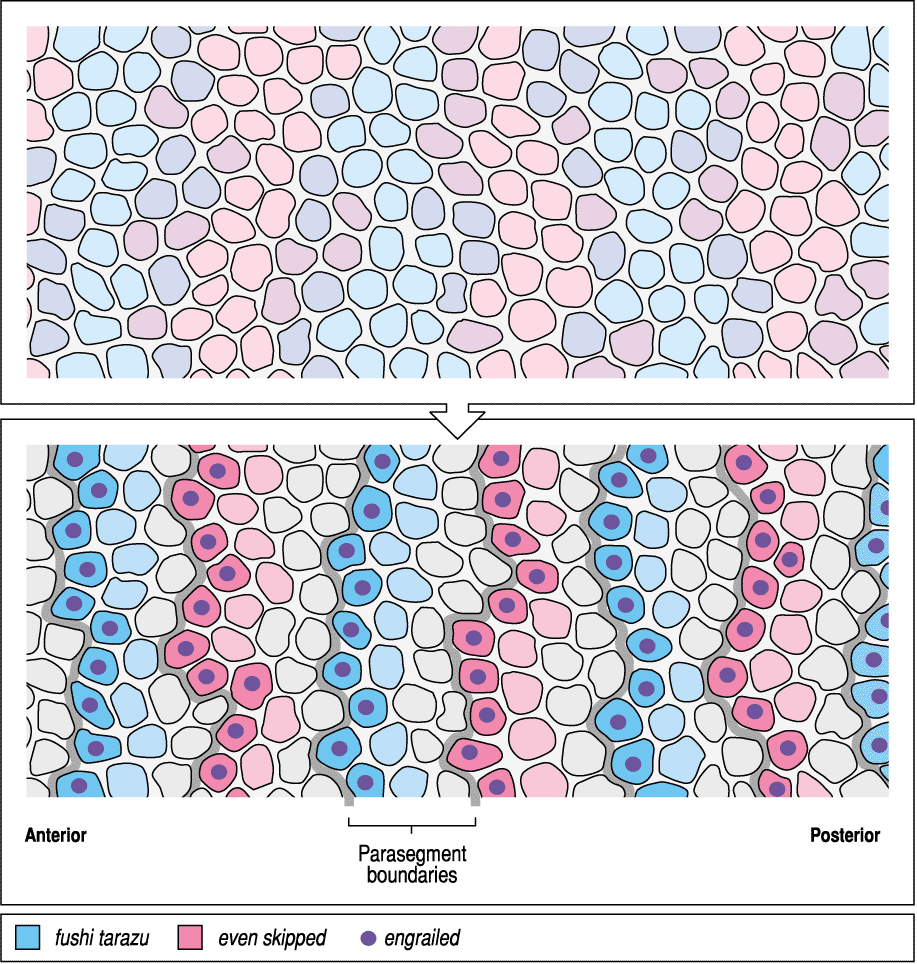 Anterior
Posterior
Parasegment
boundaries
fushi tarazu even skipped engrailed